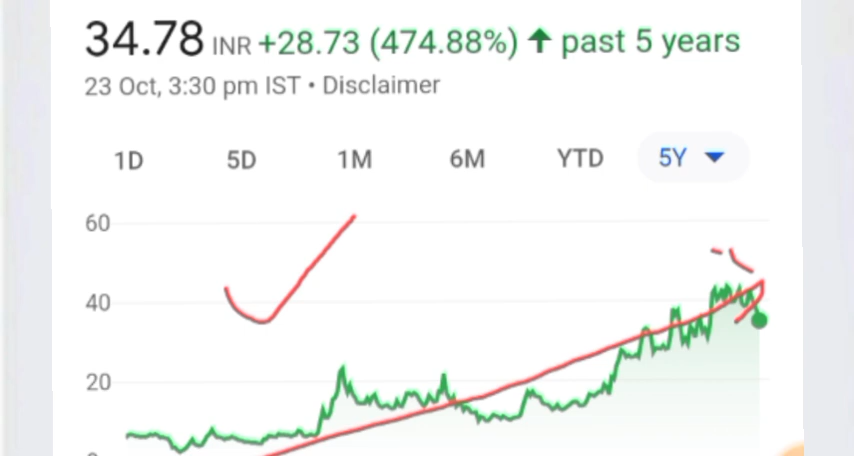 34.78 INR +28.73 (474.88%) ↑ past 5 years
23 Oct, 3:30 pm IST • Disclaimer
1D 5D 1M 6M YTD 5Y
60
40
20